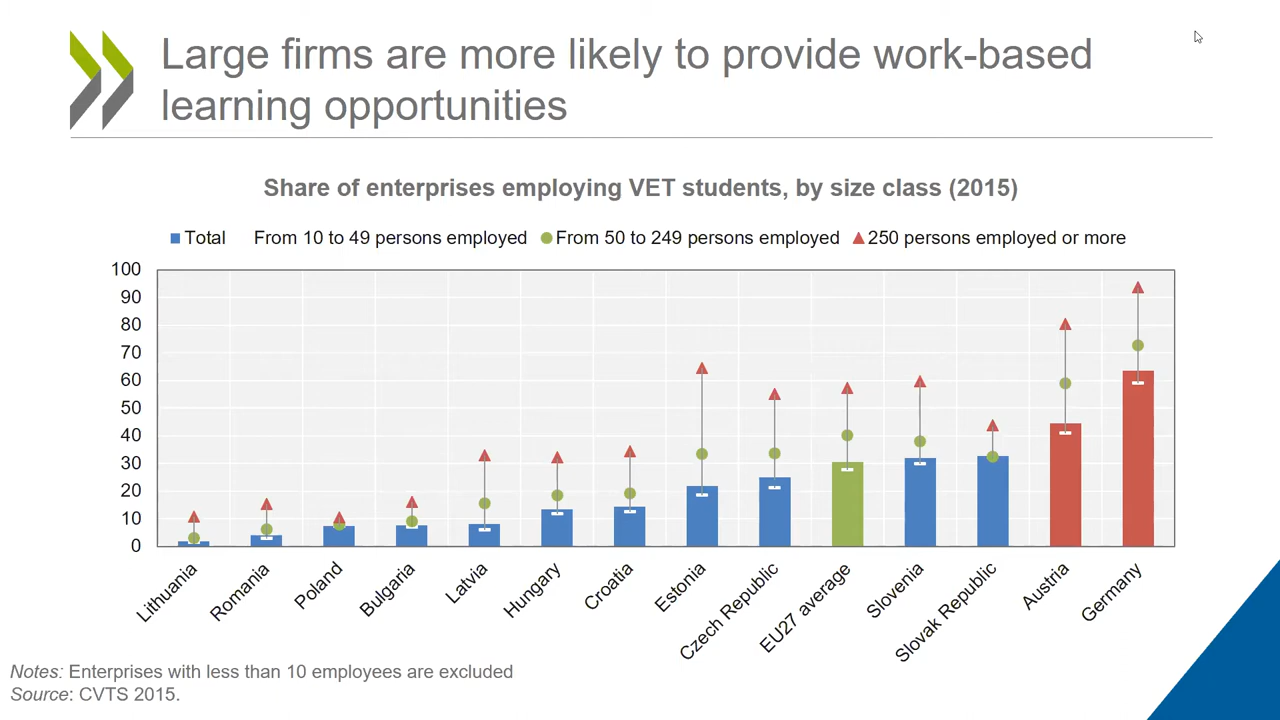 Large firms are more likely to provide work-based
learning opportunities
Share of enterprises employing VET students, by size class (2015)
Total From 10 to 49 persons employed From 50 to 249 persons employed 250 persons employed or more
100
90
80
70
60
50
40
30
20
10
0
Lithuania
Romania
Poland
Bulgaria
Latvia
Hungary
Croatia
Estonia
Czech Republic
EU27 average
Slovenia
Slovak Republic
Austria
Germany
Notes: Enterprises with less than 10 employees are excluded
Source: CVTS 2015.